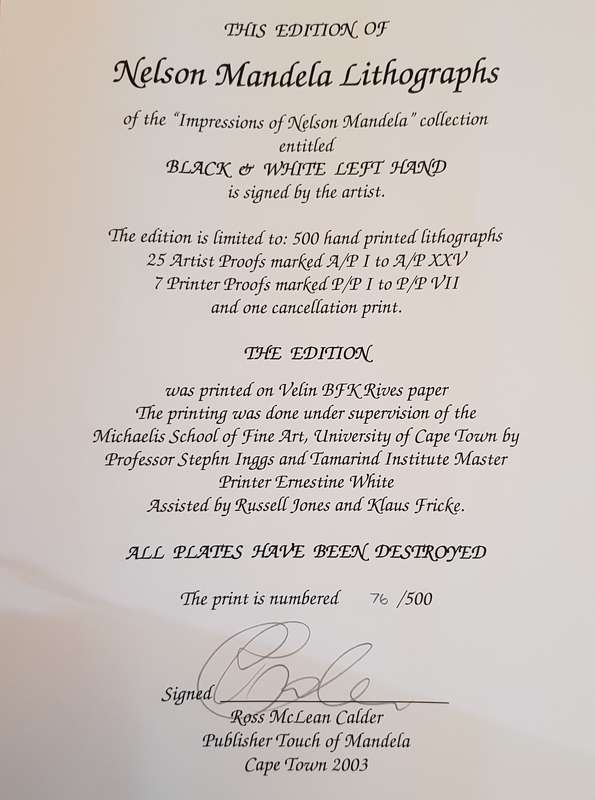 THIS EDITION OF
Nelson Mandela Lithographs
of the “Impressions of Nelson Mandela” collection
entitled
BLACK & WHITE LEFT HAND
is signed by the artist.
The edition is limited to: 500 hand printed lithographs
25 Artist Proofs marked A/P I to A/P XXV
7 Printer Proofs marked P/P I to P/P VII
and one cancellation print.
THE EDITION
was printed on Velin BFK Rives paper
The printing was done under supervision of the
Michaelis School of Fine Art, University of Cape Town by
Professor Stephn Inggs and Tamarind Institute Master
Printer Ernestine White
Assisted by Russell Jones and Klaus Fricke.
ALL PLATES HAVE BEEN DESTROYED
The print is numbered 76 /500
Signed
Ross McLean Calder
Publisher Touch of Mandela
Cape Town 2003